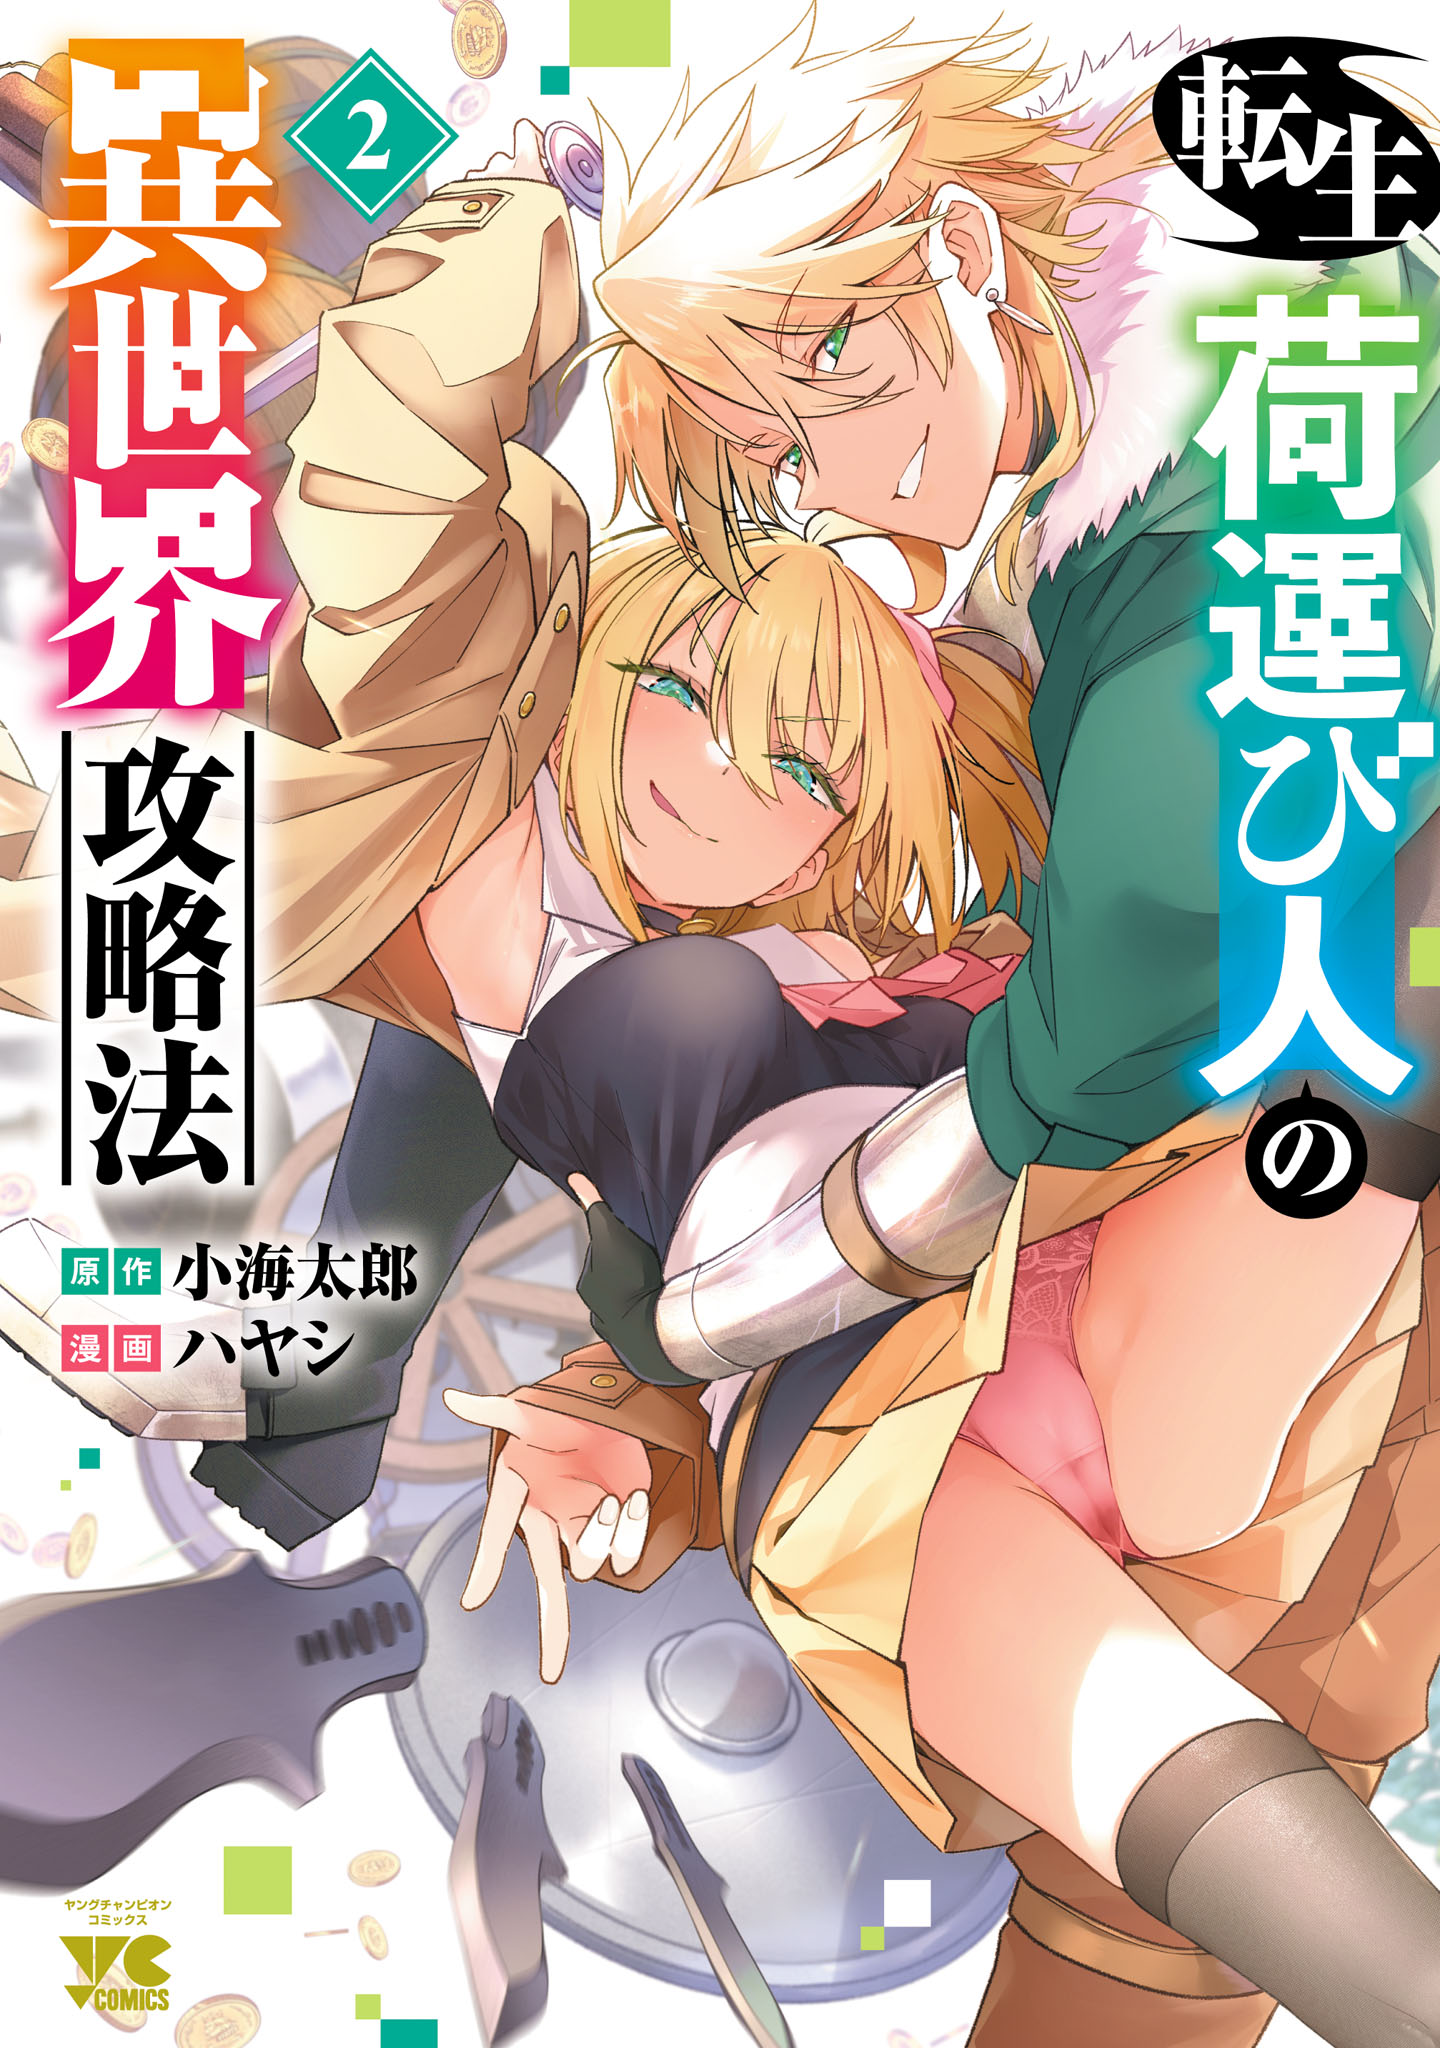 転生
荷運び人の
異世界
攻略法
2
原作 小海太郎
漫画 ハヤシ
ヤングチャンピオン
コミックス
YC
COMICS